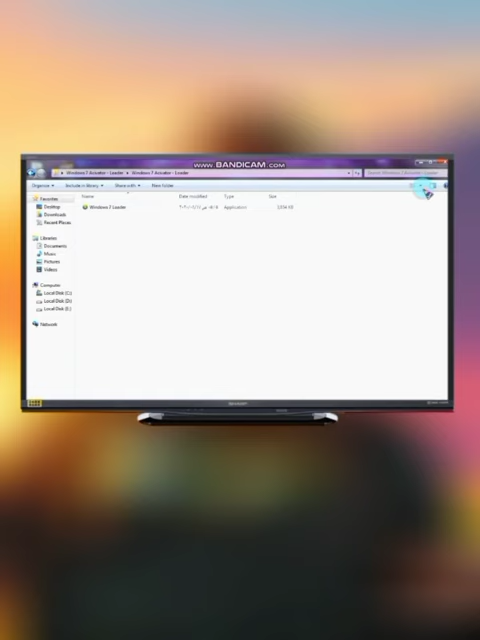 www.BANDICAM.COM
Windows 7 Activator - Loader ▸ Windows 7 Activator - Loader
Organize Include in library Share with New folder
Name Date modified Type Size
Windows 7 Loader Application
Favorites
Desktop
Downloads
Recent Places
Libraries
Documents
Music
Pictures
Videos
Computer
Local Disk (C:)
Local Disk (D:)
Local Disk (E:)
Network
SHARP